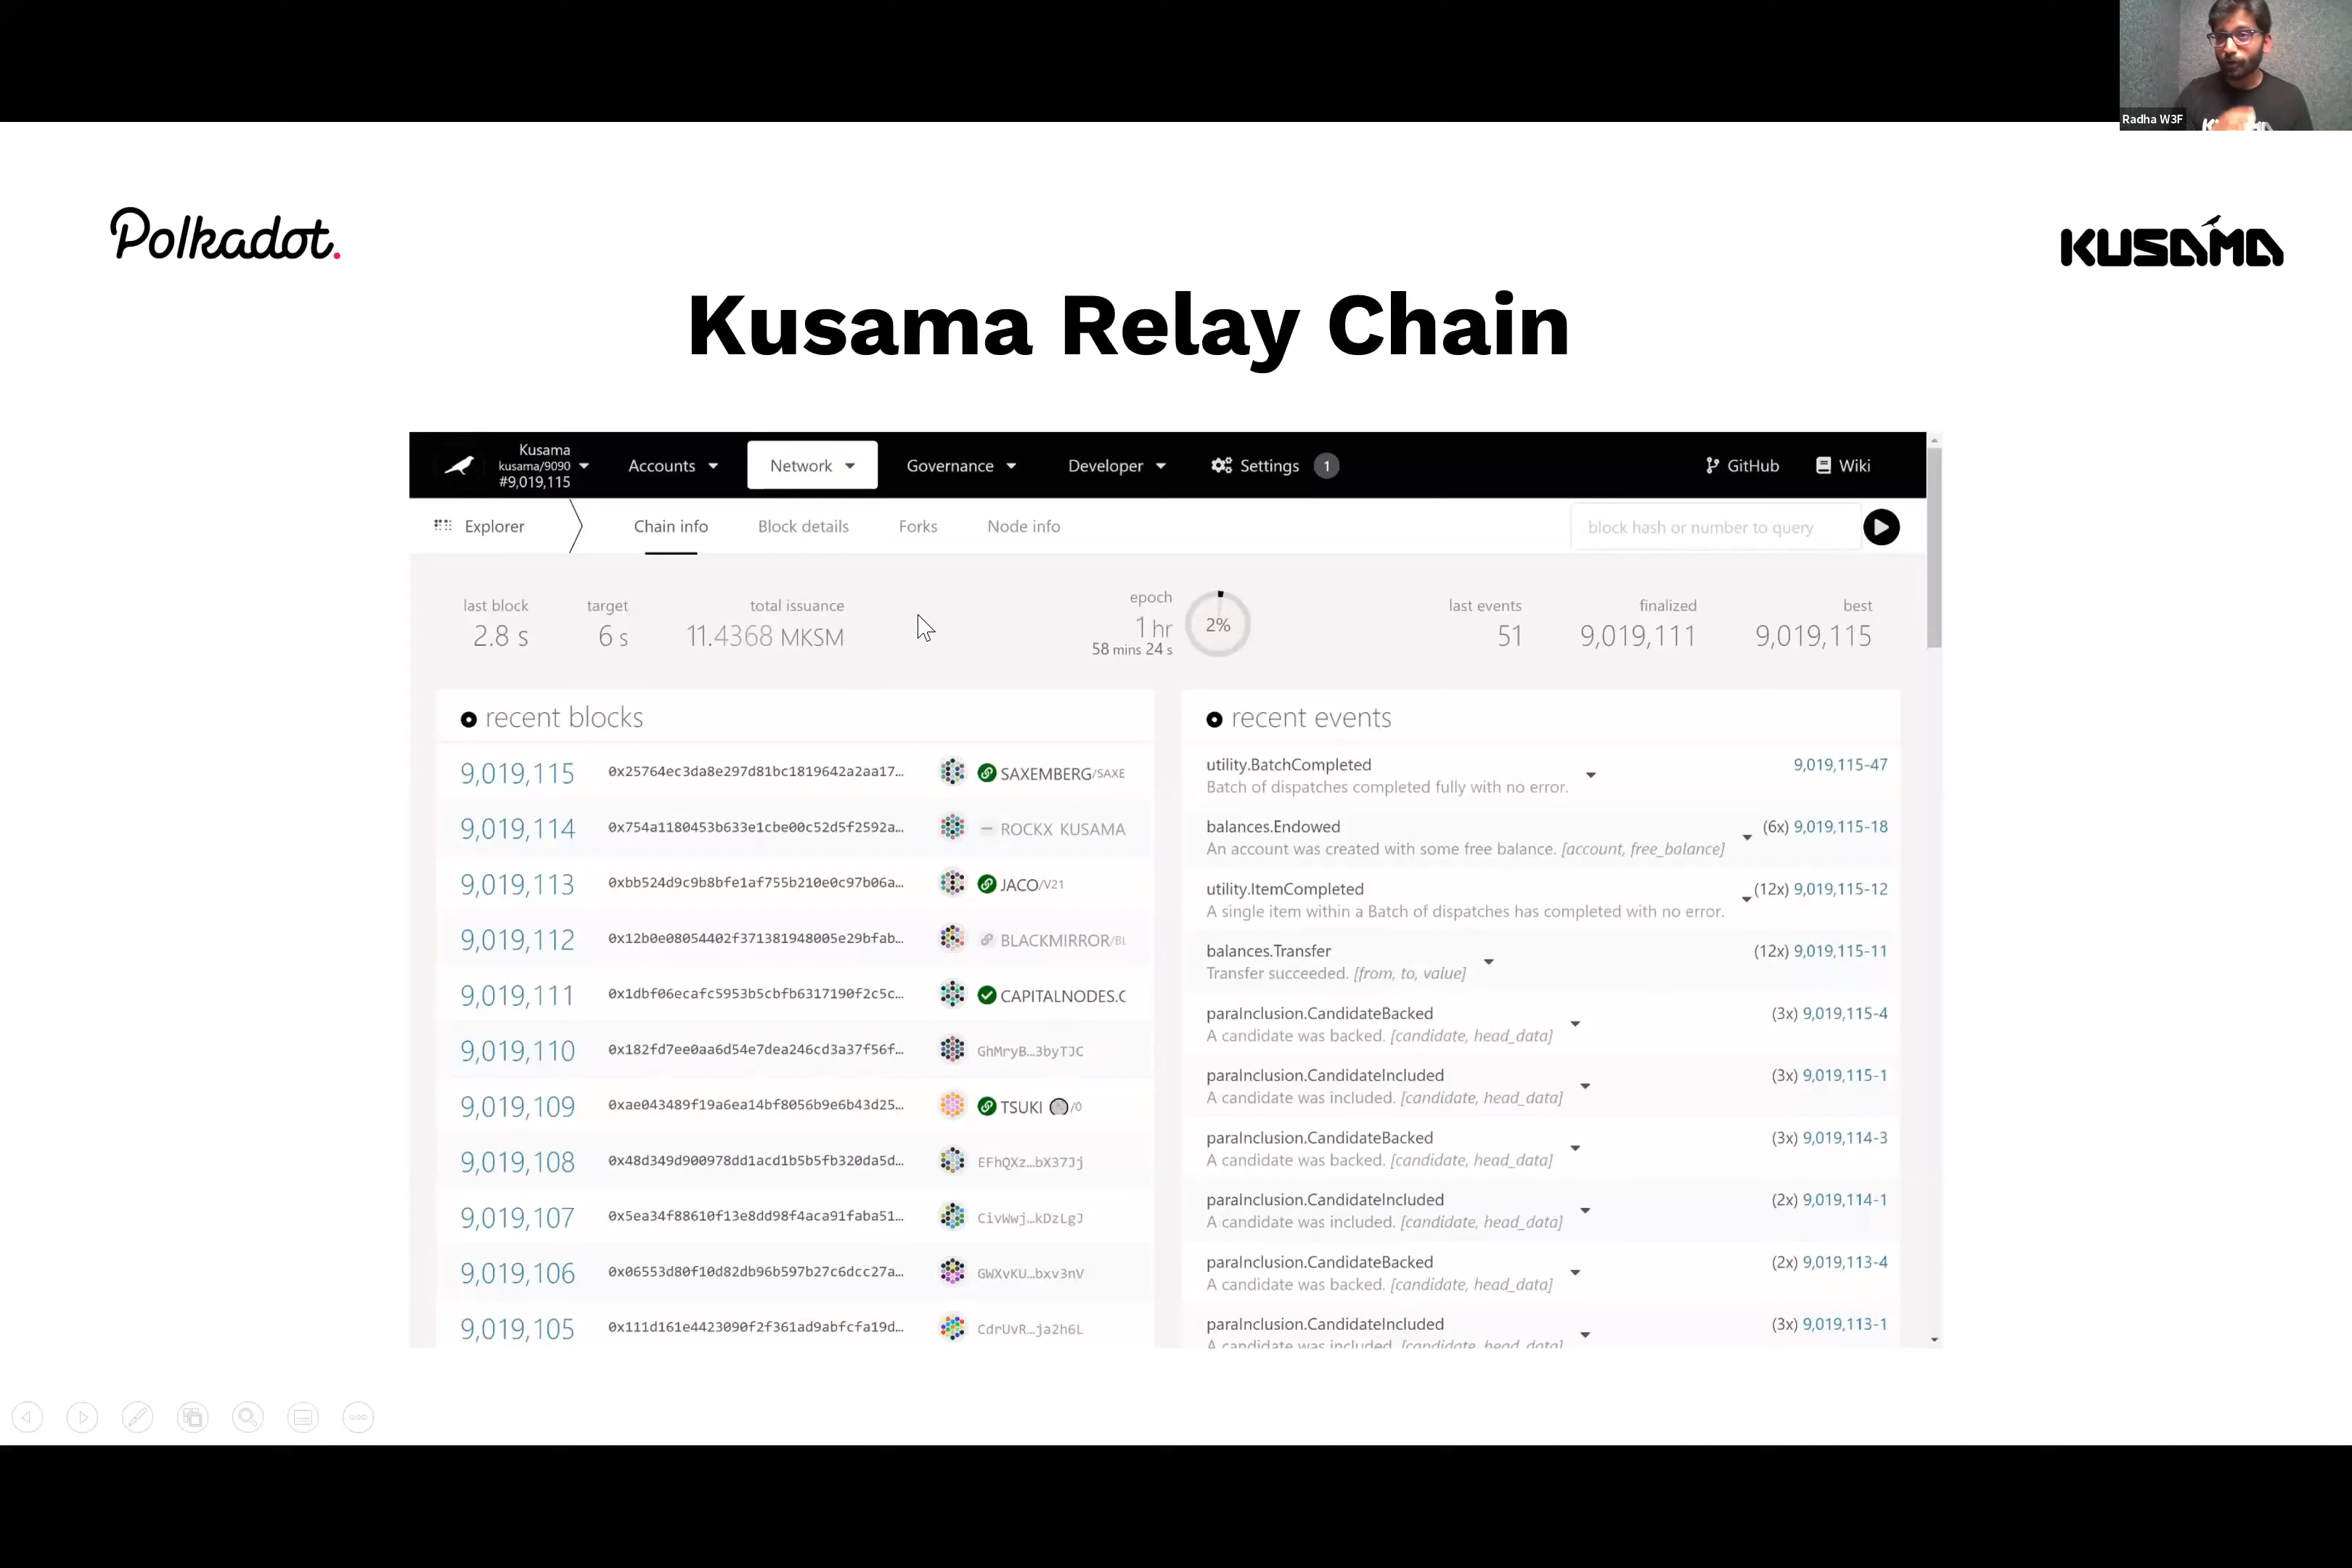 Radha W3F
Polkadot.
KUSAMA
Kusama Relay Chain
Kusama
kusama/9090
#9,019,115
Accounts
Network
Governance
Developer
Settings 1
GitHub
Wiki
Explorer
Chain info
Block details
Forks
Node info
block hash or number to query
last block
2.8 s
target
6 s
total issuance
11.4368 MKSM
epoch
1 hr
58 mins 24 s
2%
last events
51
finalized
9,019,111
best
9,019,115
recent blocks
9,019,115 0x25764ec3da8e297d81bc1819642a2aa17… SAXEMBERG/SAXE
9,019,114 0x754a1180453b633e1cbe00c52d5f2592a… ROCKX KUSAMA
9,019,113 0xbb524d9c9b8bfe1af755b210e0c97b06a… JACO/V21
9,019,112 0x12b0e08054402f371381948005e29bfab… BLACKMIRROR/BL
9,019,111 0x1dbf06ecafc5953b5cbfb6317190f2c5c… CAPITALNODES.C
9,019,110 0x182fd7ee0aa6d54e7dea246cd3a37f56f… GhMryB…3byTJC
9,019,109 0xae043489f19a6ea14bf8056b9e6b43d25… TSUKI /0
9,019,108 0x48d349d900978dd1acd1b5b5fb320da5d… EFhQXz…bX37Jj
9,019,107 0x5ea34f88610f13e8dd98f4aca91faba51… CivWwj…kDzLgJ
9,019,106 0x06553d80f10d82db96b597b27c6dcc27a… GWXvKU…bxv3nV
9,019,105 0x111d161e4423090f2f361ad9abfcfa19d… CdrUvR…ja2h6L
recent events
utility.BatchCompleted 9,019,115-47
Batch of dispatches completed fully with no error.
balances.Endowed (6x) 9,019,115-18
An account was created with some free balance. [account, free_balance]
utility.ItemCompleted (12x) 9,019,115-12
A single item within a Batch of dispatches has completed with no error.
balances.Transfer (12x) 9,019,115-11
Transfer succeeded. [from, to, value]
paraInclusion.CandidateBacked (3x) 9,019,115-4
A candidate was backed. [candidate, head_data]
paraInclusion.CandidateIncluded (3x) 9,019,115-1
A candidate was included. [candidate, head_data]
paraInclusion.CandidateBacked (3x) 9,019,114-3
A candidate was backed. [candidate, head_data]
paraInclusion.CandidateIncluded (2x) 9,019,114-1
A candidate was included. [candidate, head_data]
paraInclusion.CandidateBacked (2x) 9,019,113-4
A candidate was backed. [candidate, head_data]
paraInclusion.CandidateIncluded (3x) 9,019,113-1
A candidate was included. [candidate, head_data]